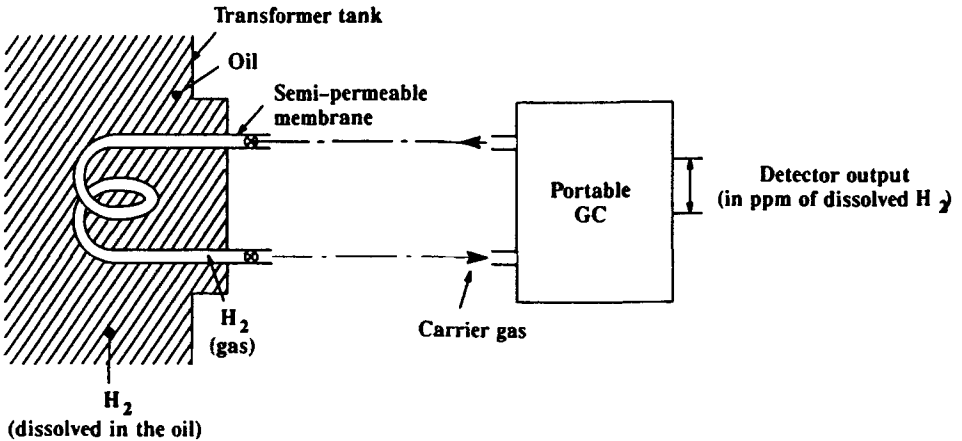 Transformer tank
Oil
Semi-permeable
membrane
Portable
GC
Detector output
(in ppm of dissolved H2)
H2
(gas)
Carrier gas
H2
(dissolved in the oil)